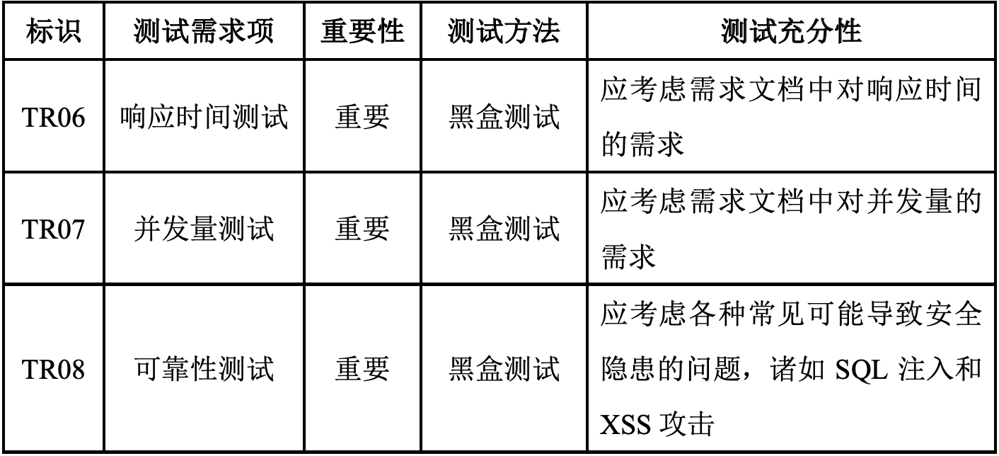 标识 测试需求项 重要性 测试方法 测试充分性
TR06 响应时间测试 重要 黑盒测试 应考虑需求文档中对响应时间
的需求
TR07 并发量测试 重要 黑盒测试 应考虑需求文档中对并发量的
需求
TR08 可靠性测试 重要 黑盒测试 应考虑各种常见可能导致安全
隐患的问题，诸如 SQL 注入和
XSS 攻击